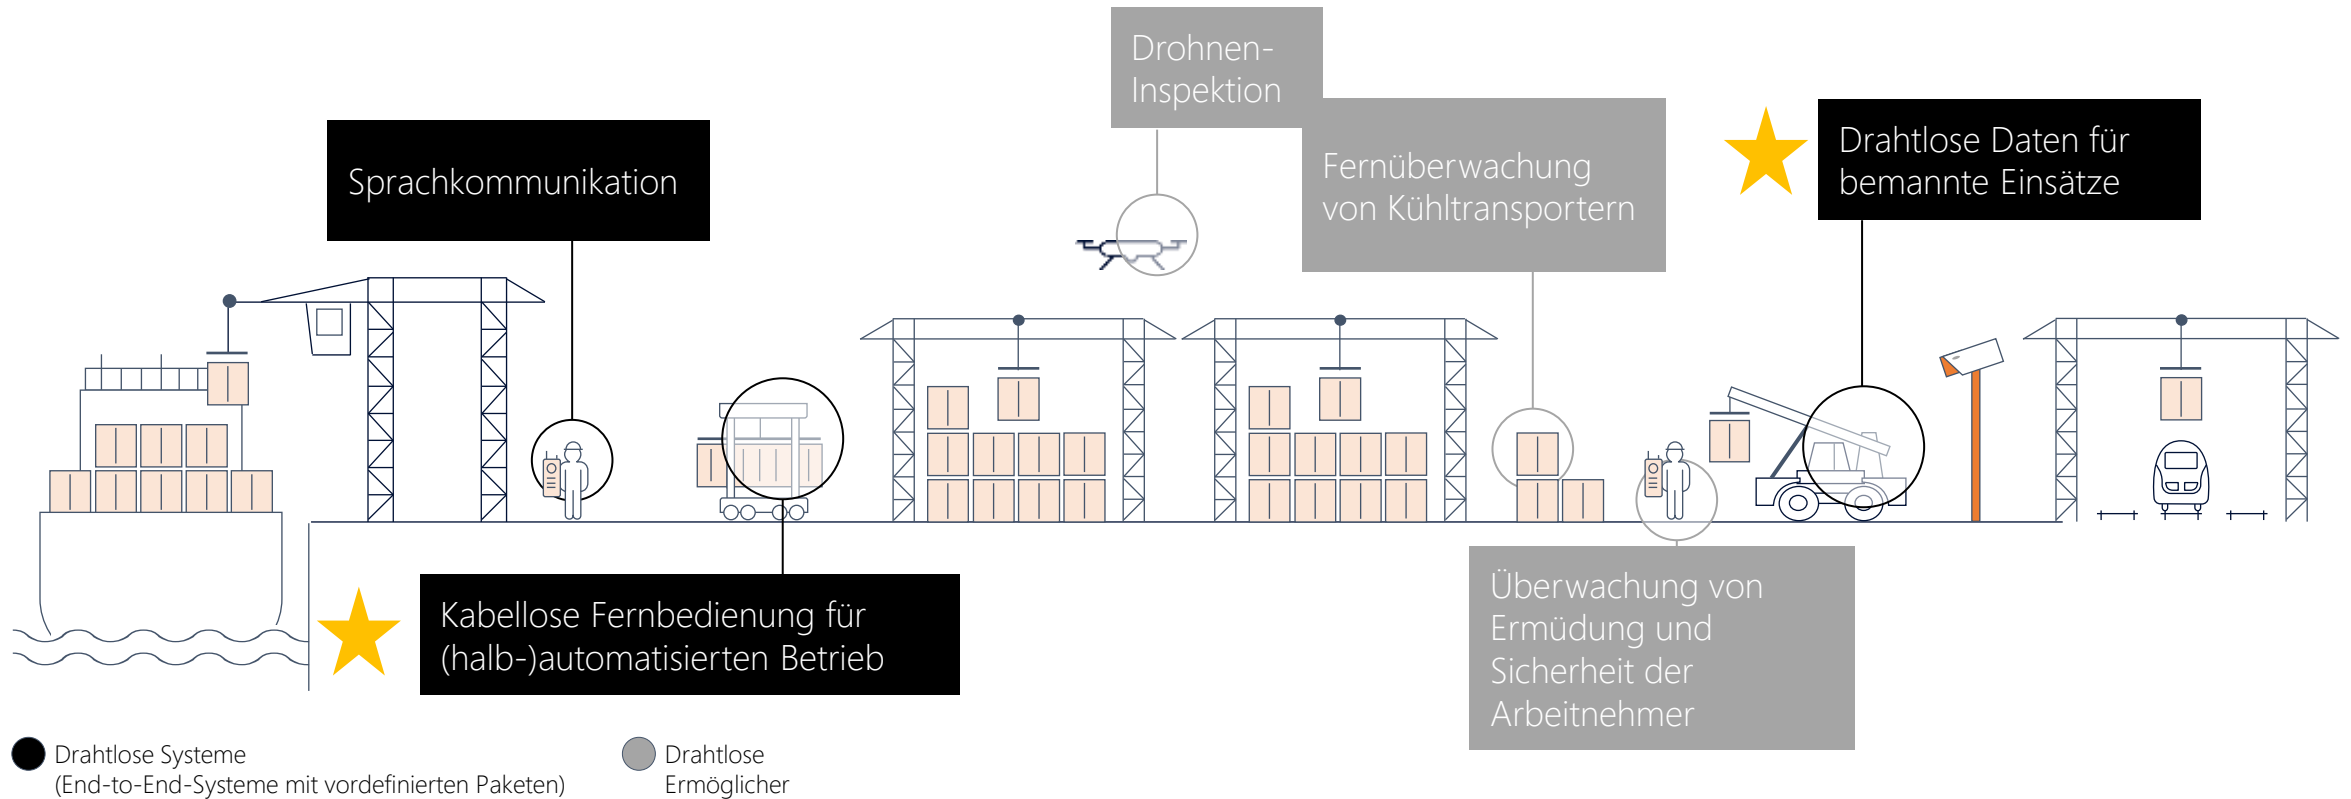 Drohnen-
Inspektion
Sprachkommunikation
Fernüberwachung
von Kühltransportern
Drahtlose Daten für
bemannte Einsätze
Kabellose Fernbedienung für
(halb-)automatisierten Betrieb
Überwachung von
Ermüdung und
Sicherheit der
Arbeitnehmer
Drahtlose Systeme
(End-to-End-Systeme mit vordefinierten Paketen)
Drahtlose
Ermöglicher